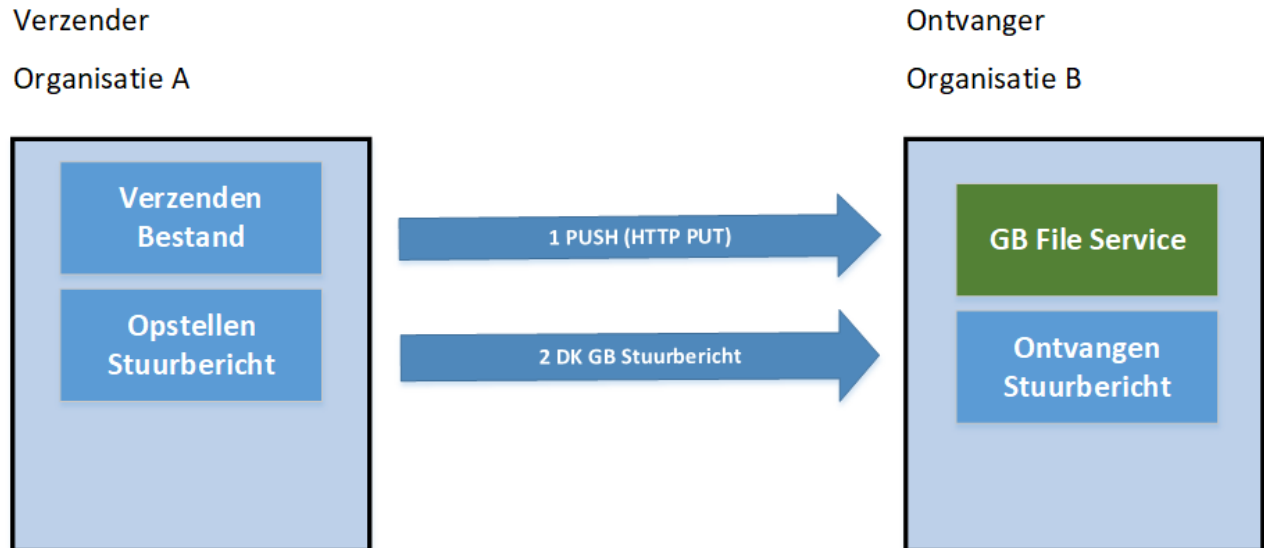 Verzender
Organisatie A
Ontvanger
Organisatie B
Verzenden
Bestand
Opstellen
Stuurbericht
1 PUSH (HTTP PUT)
2 DK GB Stuurbericht
GB File Service
Ontvangen
Stuurbericht